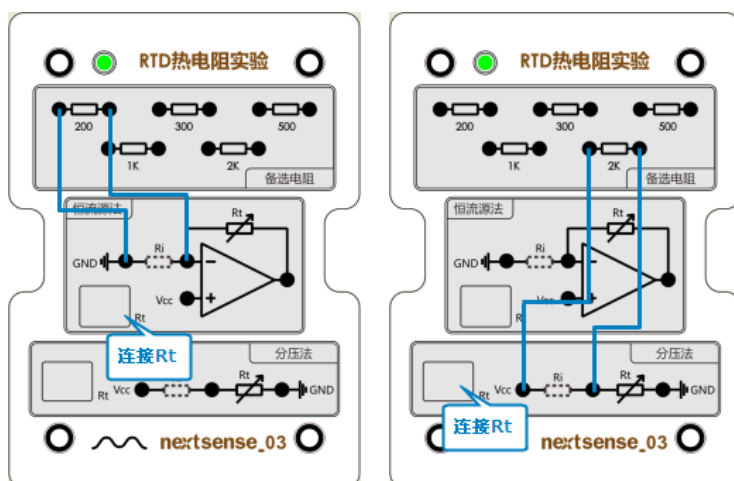 RTD热电阻实验
200
300
500
1K
2K
备选电阻
恒流源法
Rt
GND
Ri
Vcc
Rt
连接Rt
分压法
Rt
Vcc
Rt
GND
nextsense_03
RTD热电阻实验
200
300
500
1K
2K
备选电阻
恒流源法
Rt
GND
Ri
Vcc
分压法
Vcc
Ri
Rt
GND
连接Rt
nextsense_03